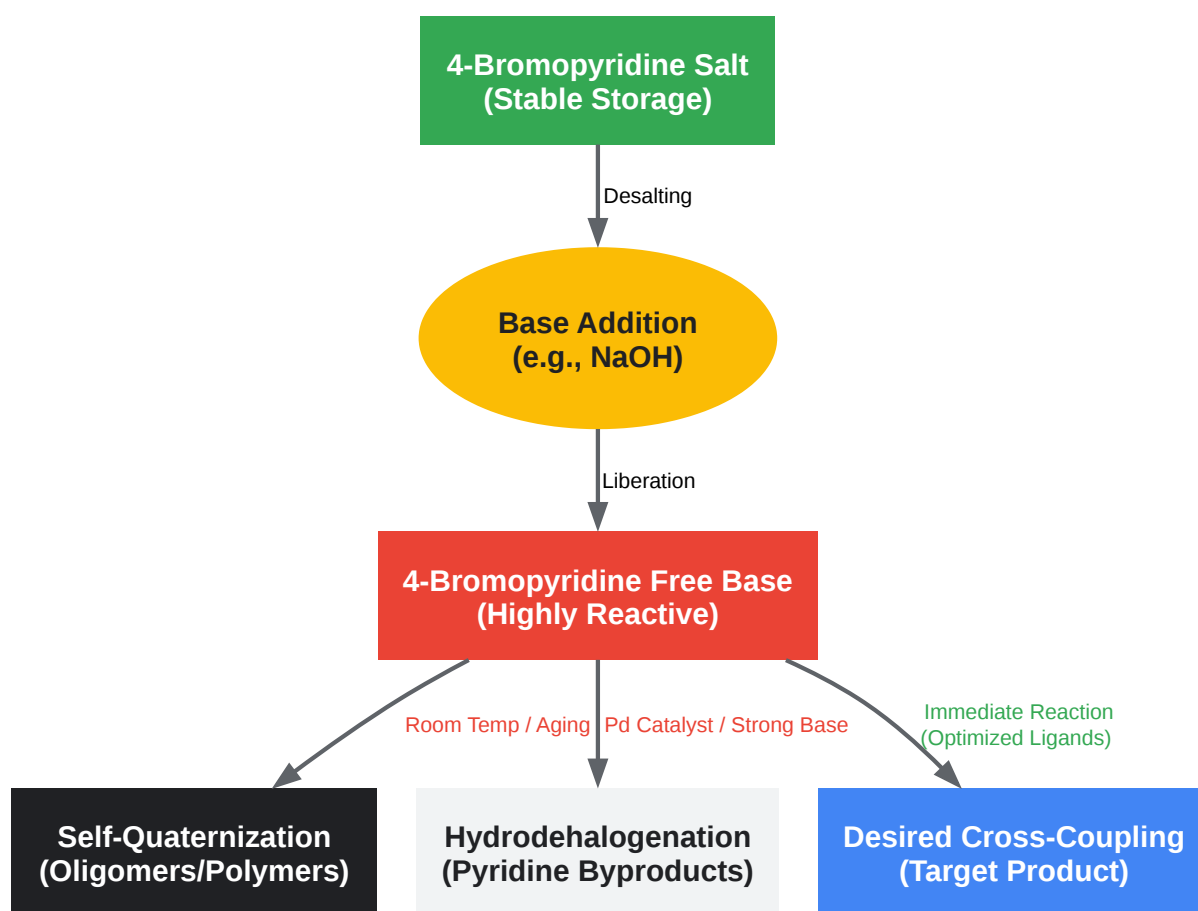 4-Bromopyridine Salt
(Stable Storage)
Desalting
Base Addition
(e.g., NaOH)
Liberation
4-Bromopyridine Free Base
(Highly Reactive)
Room Temp / Aging
Pd Catalyst / Strong Base
Immediate Reaction
(Optimized Ligands)
Self-Quaternization
(Oligomers/Polymers)
Hydrodehalogenation
(Pyridine Byproducts)
Desired Cross-Coupling
(Target Product)